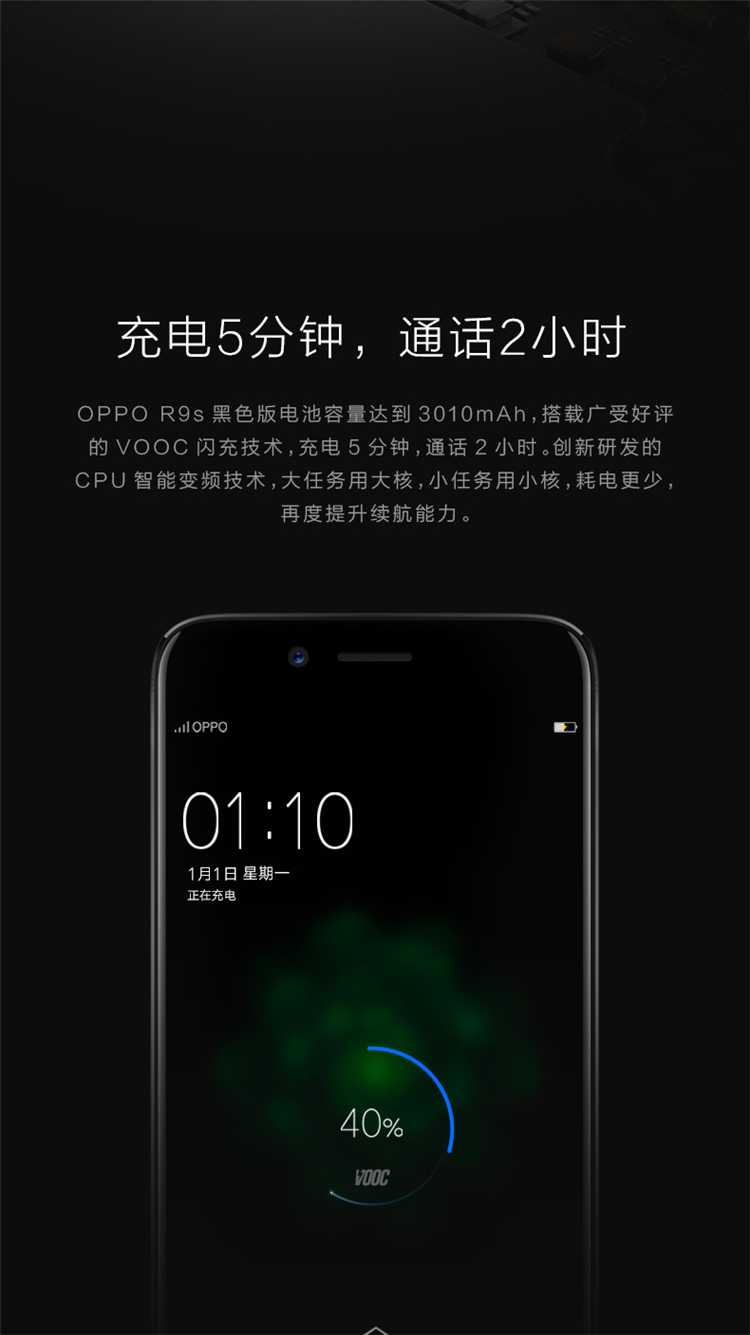 充电5分钟，通话2小时
OPPO R9s 黑色版电池容量达到 3010mAh，搭载广受好评
的 VOOC 闪充技术，充电 5 分钟，通话 2 小时。创新研发的
CPU 智能变频技术，大任务用大核，小任务用小核，耗电更少，
再度提升续航能力。
OPPO
01:10
1月1日 星期一
正在充电
40%
VOOC